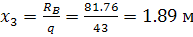 x₃ = R_B/q = 81.76/43 = 1.89 м